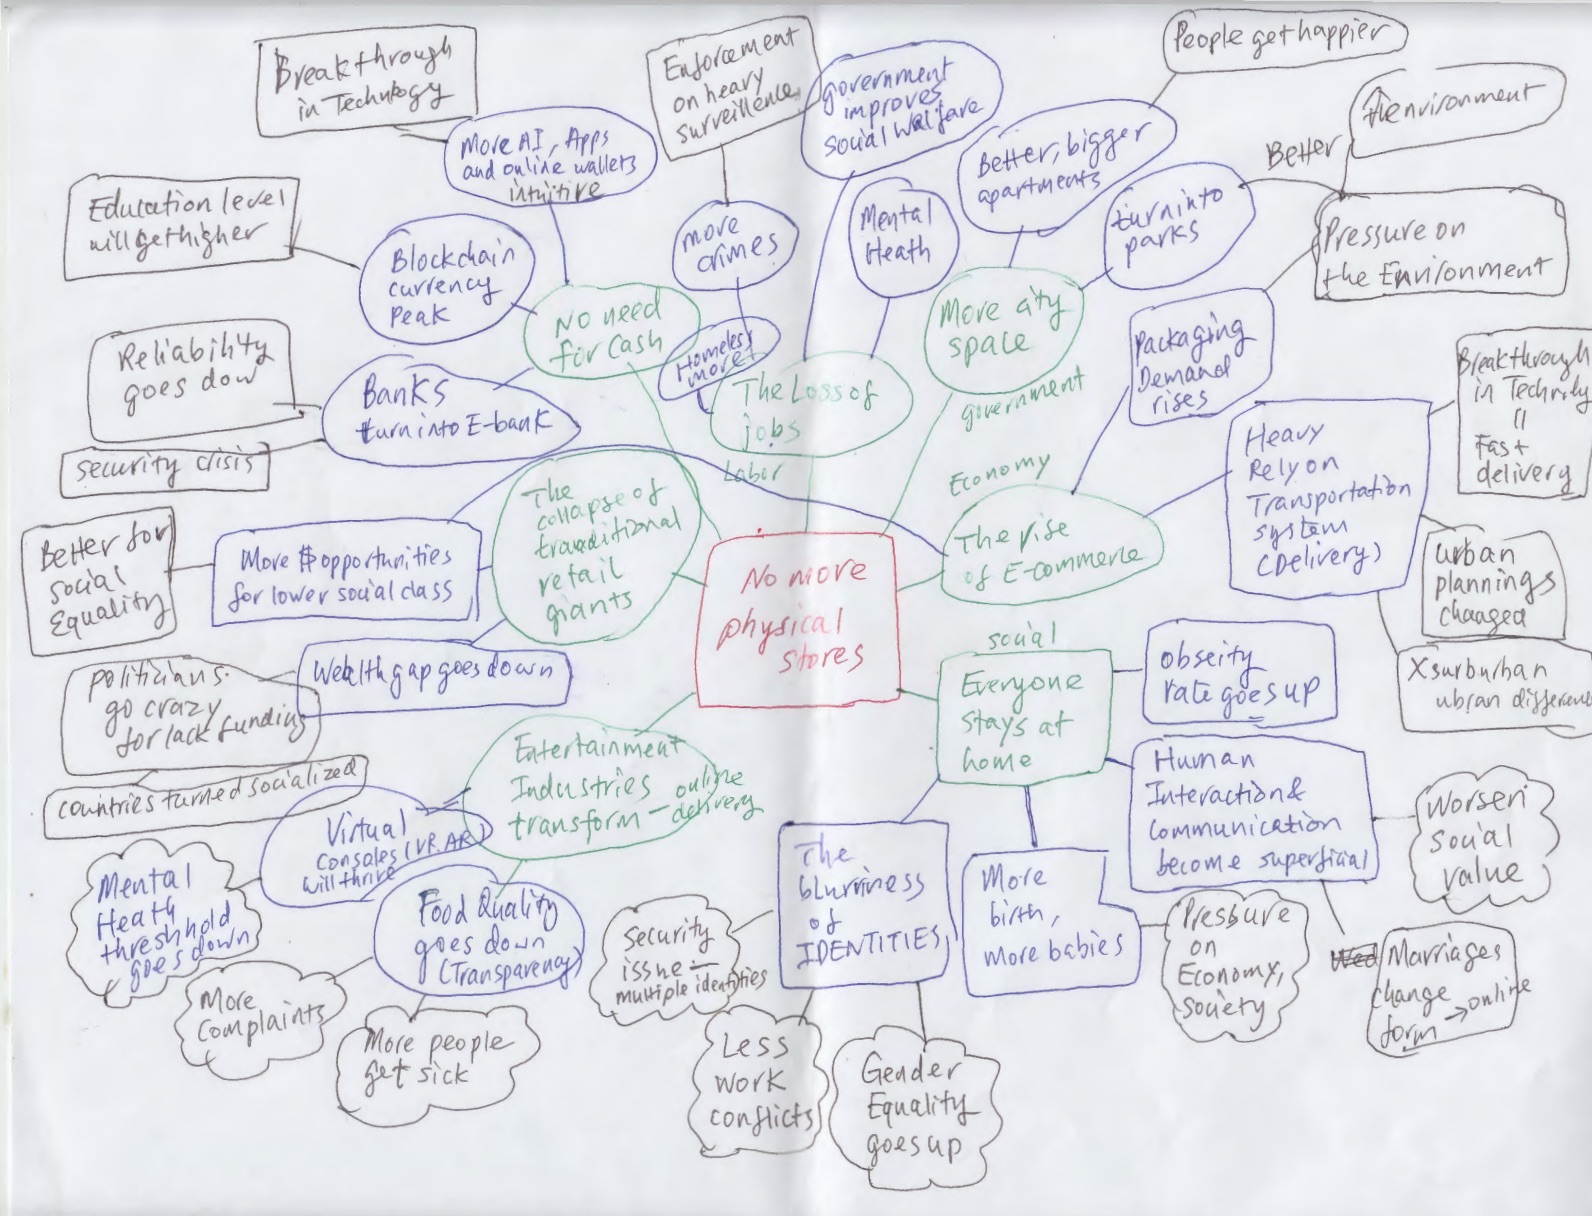 Breakthrough
in Technology
Enforcement
on heavy
surveillence
government
improves
Social Walfare
People get happier
the environment
Better
More AI, Apps
and online wallets
intuitive
Better, bigger
apartments
Education level
will get higher
Blockchain
currency
Peak
more
crimes
Mental
Heath
turn into
parks
Pressure on
the Environment
No need
for Cash
More city
space
government
Packaging
Demand
rises
Reliability
goes dow
Banks
turn into E-bank
Homeless
more
The Loss of
jobs
Labor
Breakthrough
in
=
Fast
delivery
security crisis
The
collapse of
retail
giants
Economy
The rise
of E-commerce
Heavy
Rely on
Transportation
system
(Delivery)
Better for
social
Equality
More $ opportunities
for lower social class
No more
physical
stores
urban
plannings
chaaged
Wealth gap goes down
social
Everyone
stays at
home
obseity
rate goes up
X surburban
ubran
politicians
go crazy
for lack funding
countries turned socialized
Entertainment
Industries
transform - online
delivery
Virtual
consoles (VR.AR)
will thrive
Human
Interaction &
Communication
become superficial
Worsen
social
value
Mental
Heath
threshhold
goes down
Food Quality
goes down
(Transparency)
The
blurriness
of
IDENTITIES
More
birth,
more babies
Security
issue -
multiple identities
Pressure
on
Economy,
society
Marriages
change
form → online
More
complaints
More people
get sick
Less
work
conflicts
Gender
Equality
goes up